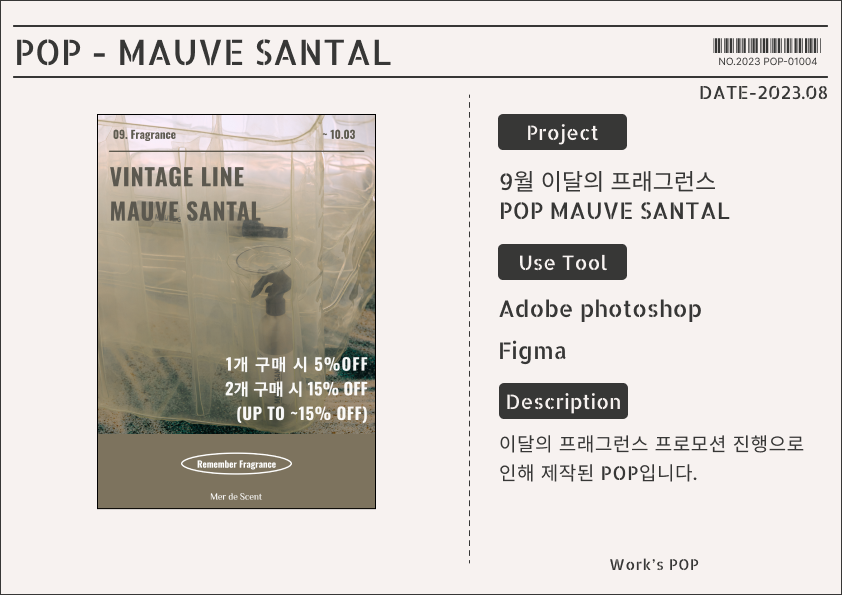 POP - MAUVE SANTAL
NO.2023 POP-01004
DATE-2023.08
09. Fragrance
~ 10.03
VINTAGE LINE
MAUVE SANTAL
1개 구매 시 5%OFF
2개 구매 시 15% OFF
(UP TO ~15% OFF)
Remember Fragrance
Mer de Scent
Project
9월 이달의 프래그런스
POP MAUVE SANTAL
Use Tool
Adobe photoshop
Figma
Description
이달의 프래그런스 프로모션 진행으로
인해 제작된 POP입니다.
Work's POP